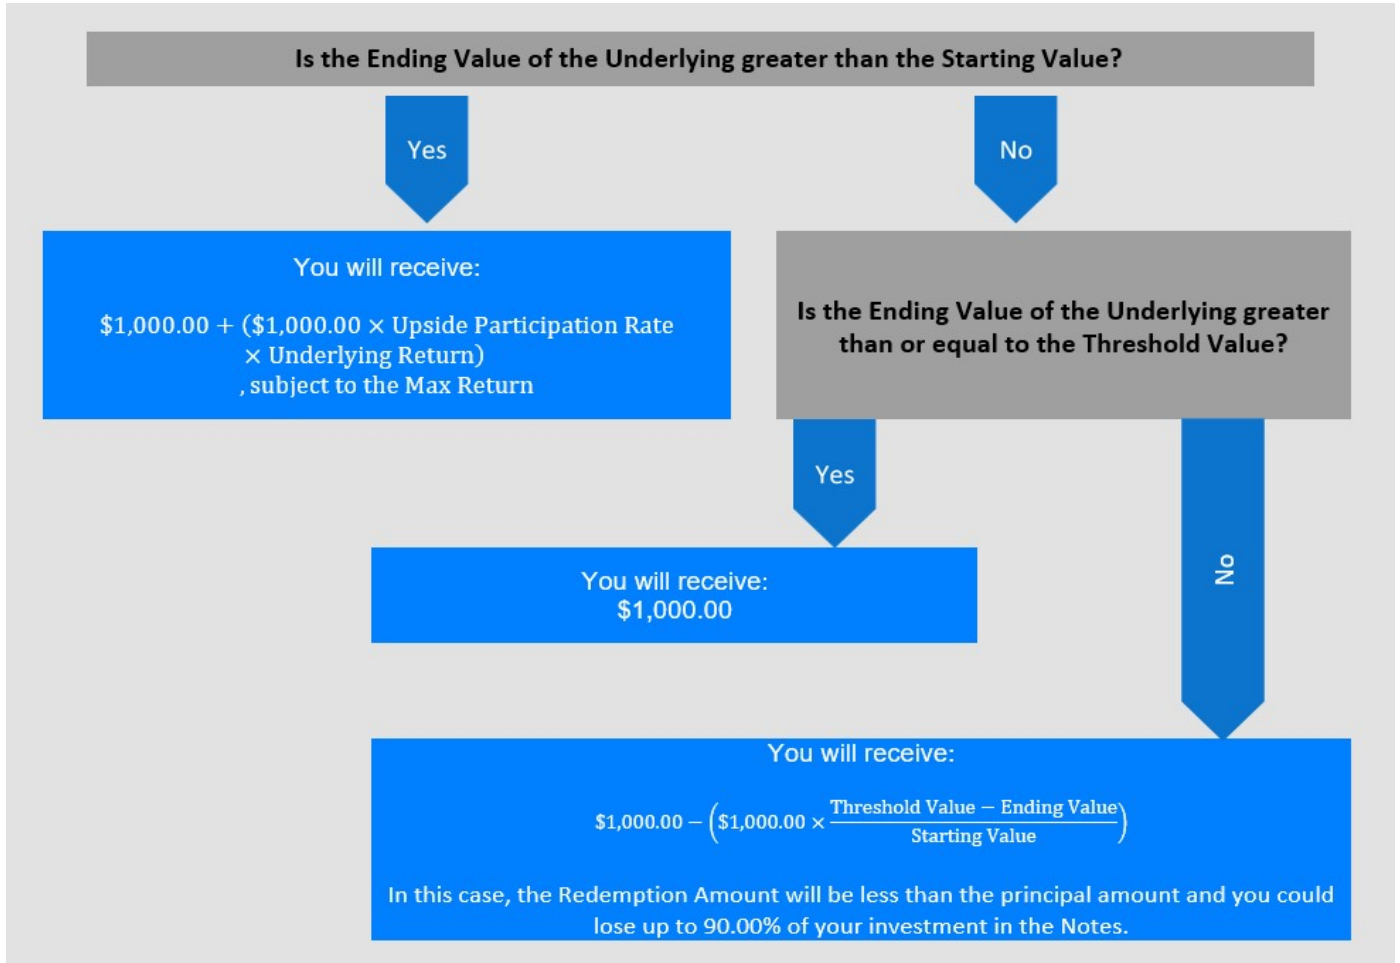 Is the Ending Value of the Underlying greater than the Starting Value?
Yes
No
You will receive:
$1,000.00 + ($1,000.00 × Upside Participation Rate
× Underlying Return)
, subject to the Max Return
Is the Ending Value of the Underlying greater
than or equal to the Threshold Value?
Yes
No
You will receive:
$1,000.00
You will receive:
$1,000.00 − ($1,000.00 × (Threshold Value − Ending Value) / Starting Value)
In this case, the Redemption Amount will be less than the principal amount and you could
lose up to 90.00% of your investment in the Notes.